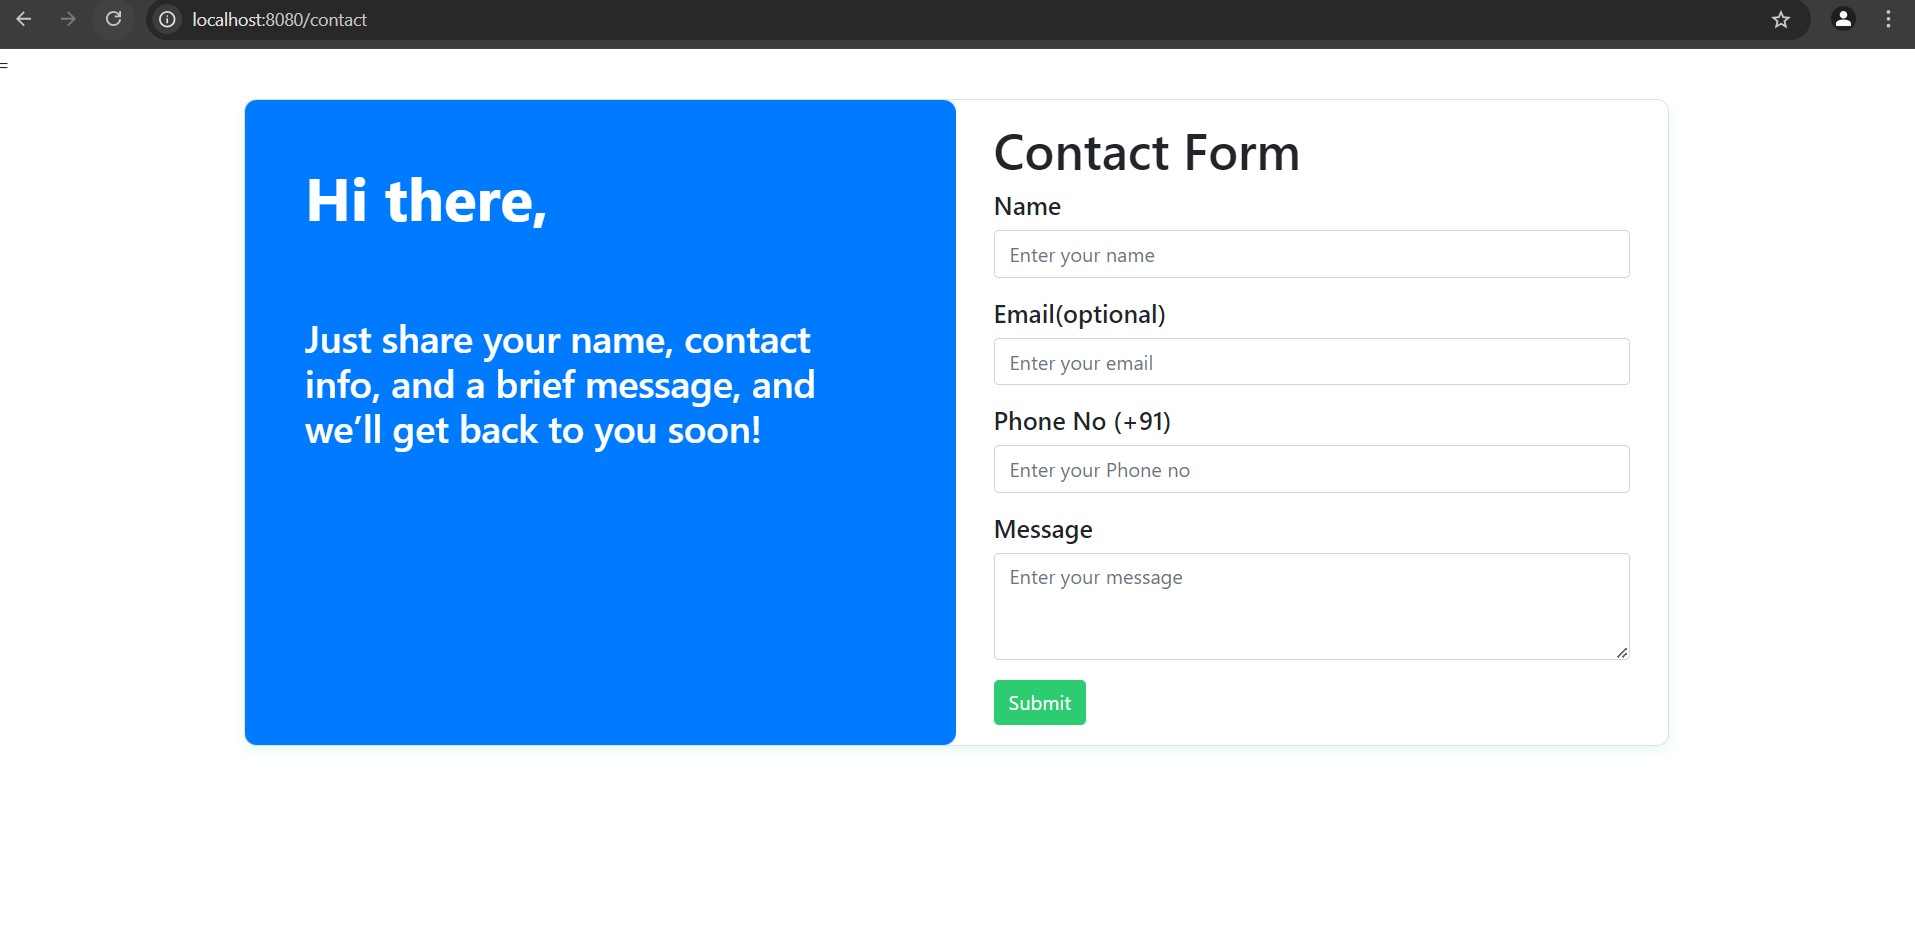 localhost:8080/contact
=
Hi there,
Just share your name, contact
info, and a brief message, and
we’ll get back to you soon!
Contact Form
Name
Enter your name
Email(optional)
Enter your email
Phone No (+91)
Enter your Phone no
Message
Enter your message
Submit